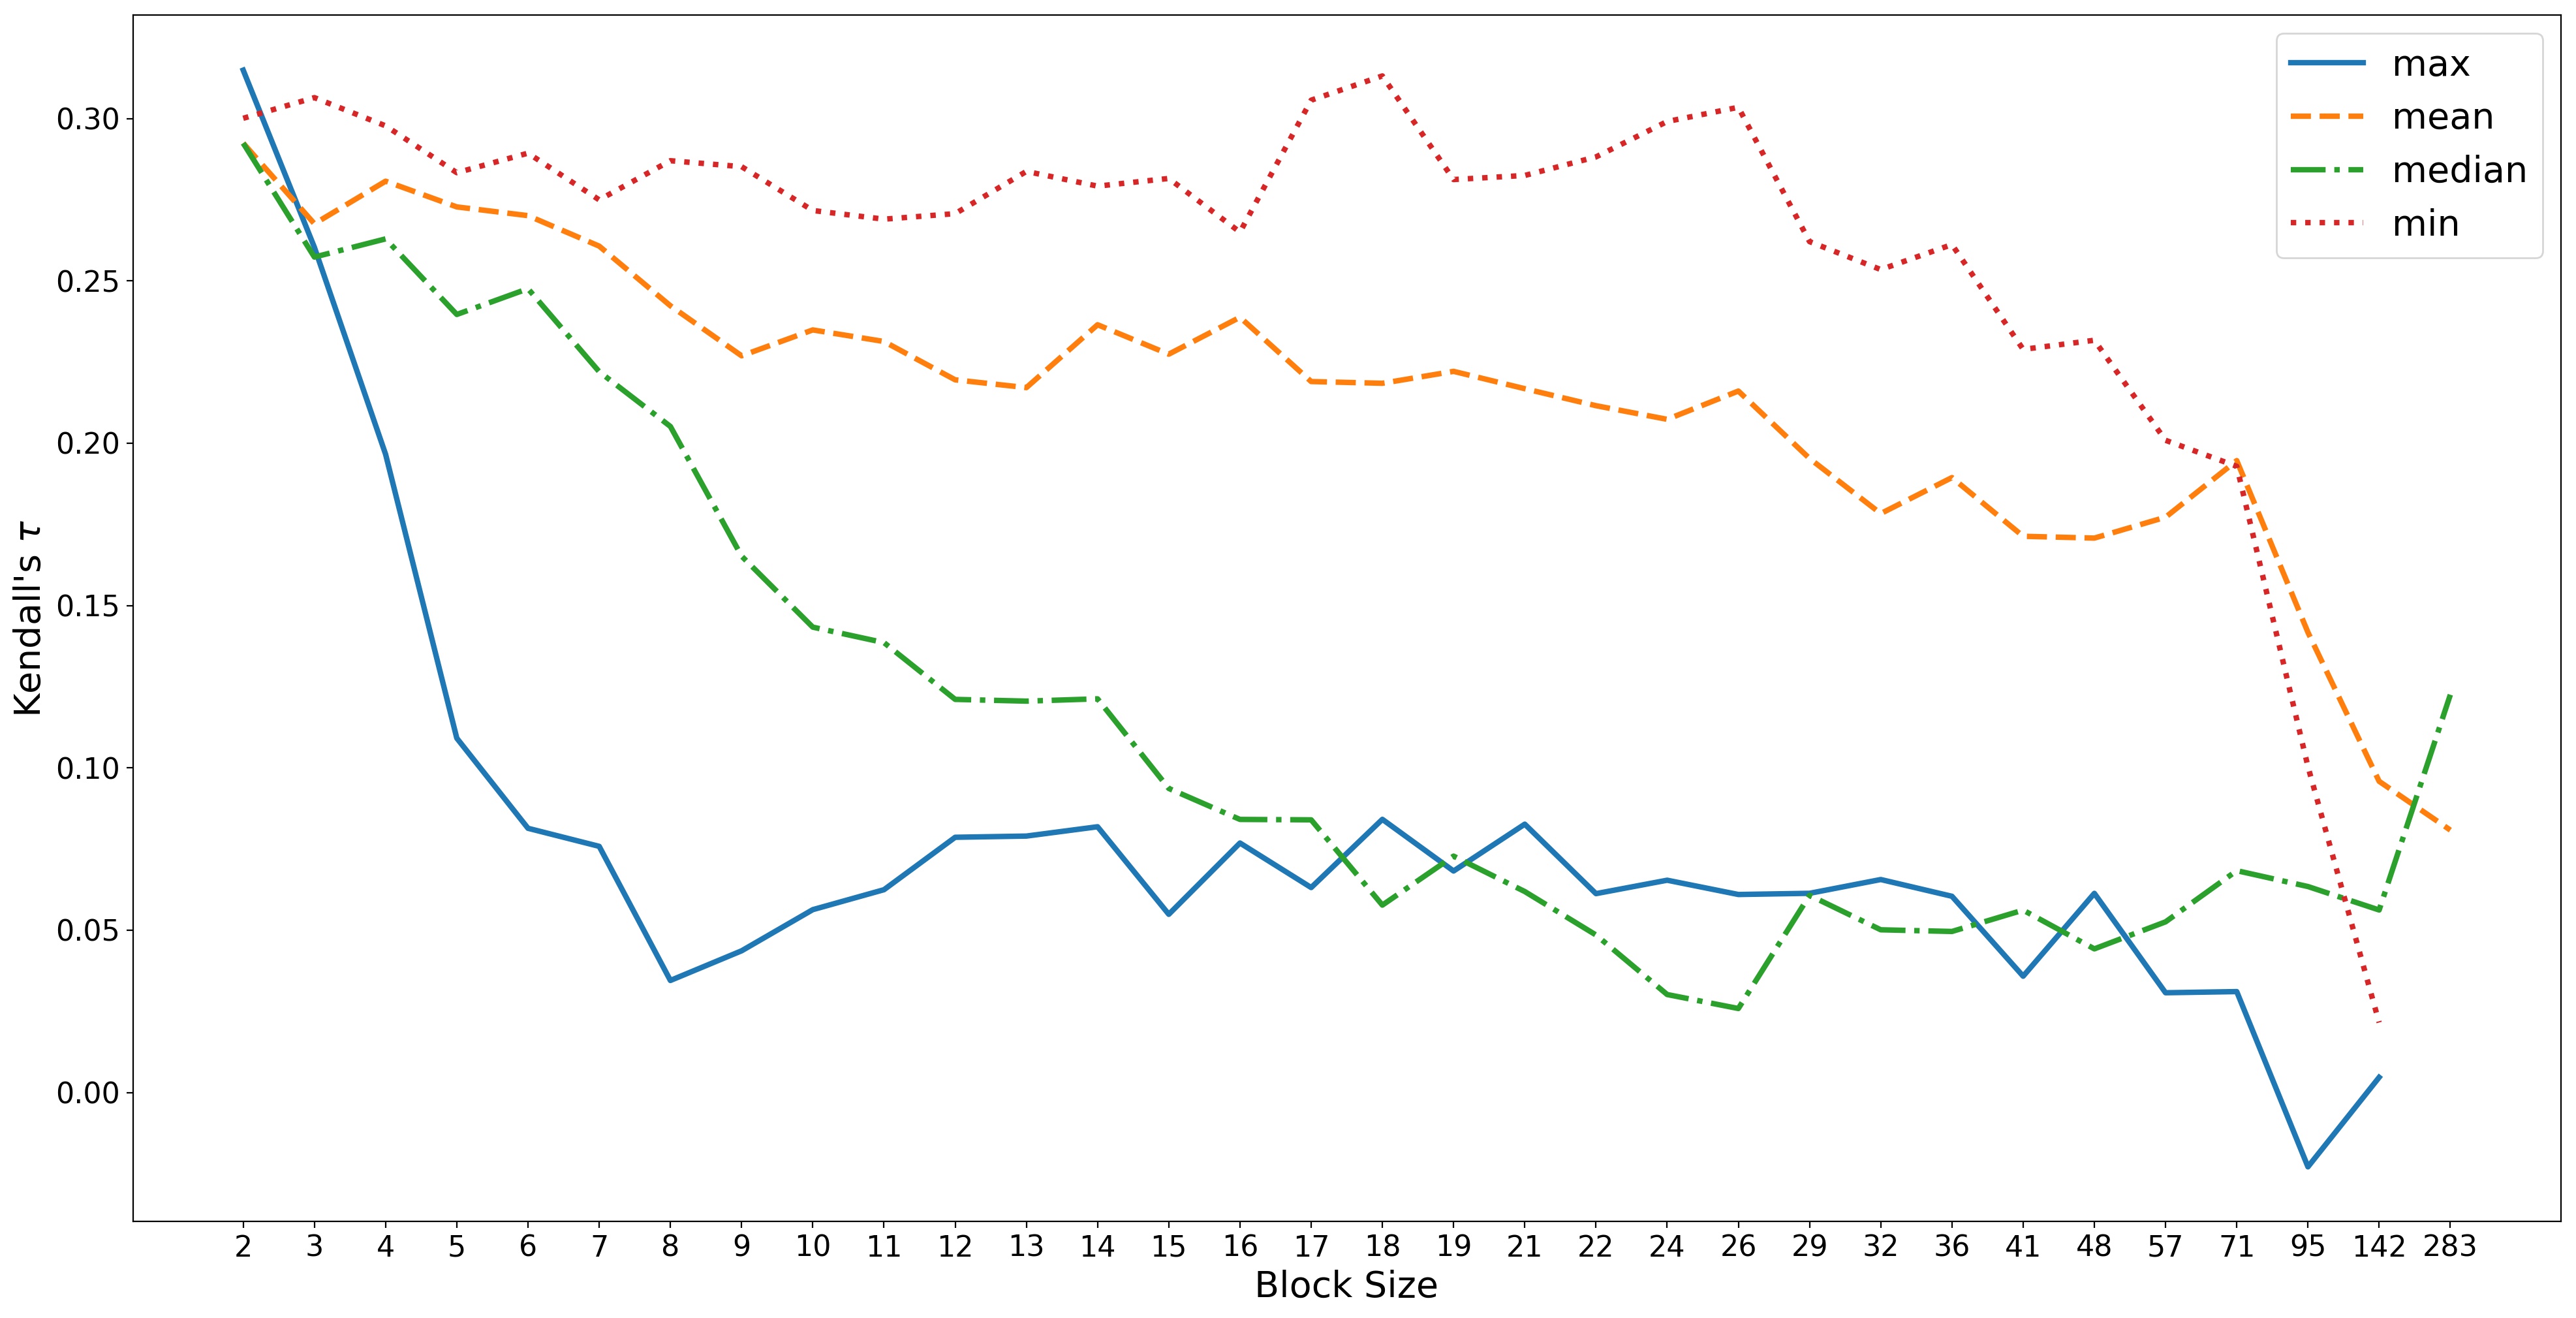 max
mean
median
min
0.30
0.25
0.20
0.15
0.10
0.05
0.00
Kendall's τ
2 3 4 5 6 7 8 9 10 11 12 13 14 15 16 17 18 19 21 22 24 26 29 32 36 41 48 57 71 95 142 283
Block Size